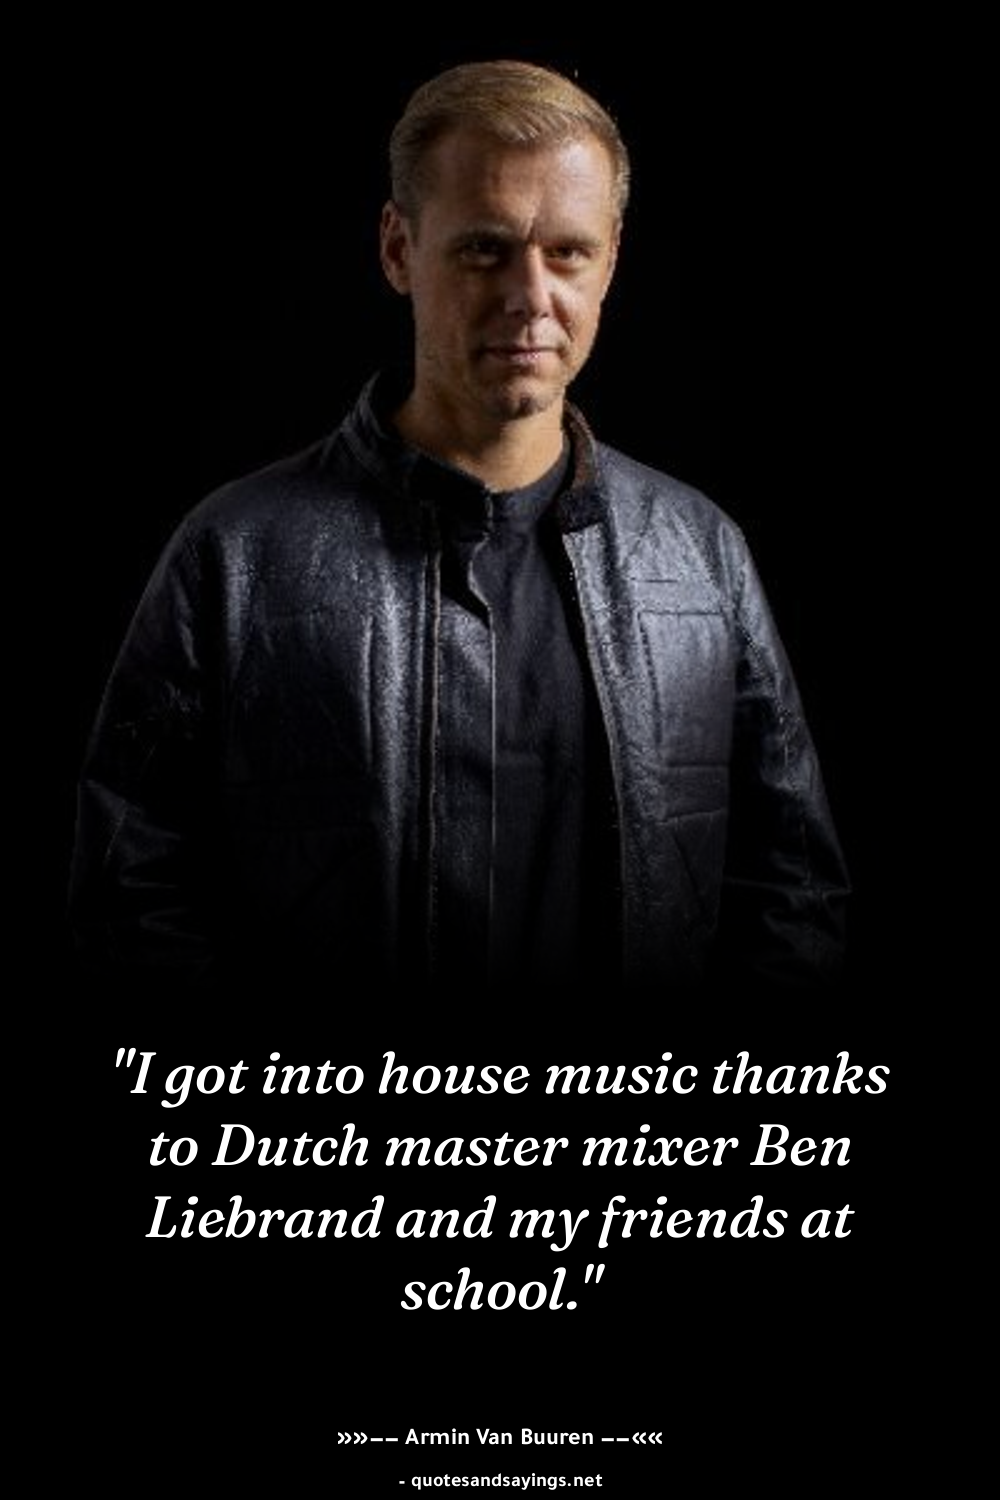 "I got into house music thanks
to Dutch master mixer Ben
Liebrand and my friends at
school."
»»–– Armin Van Buuren ––««
- quotesandsayings.net